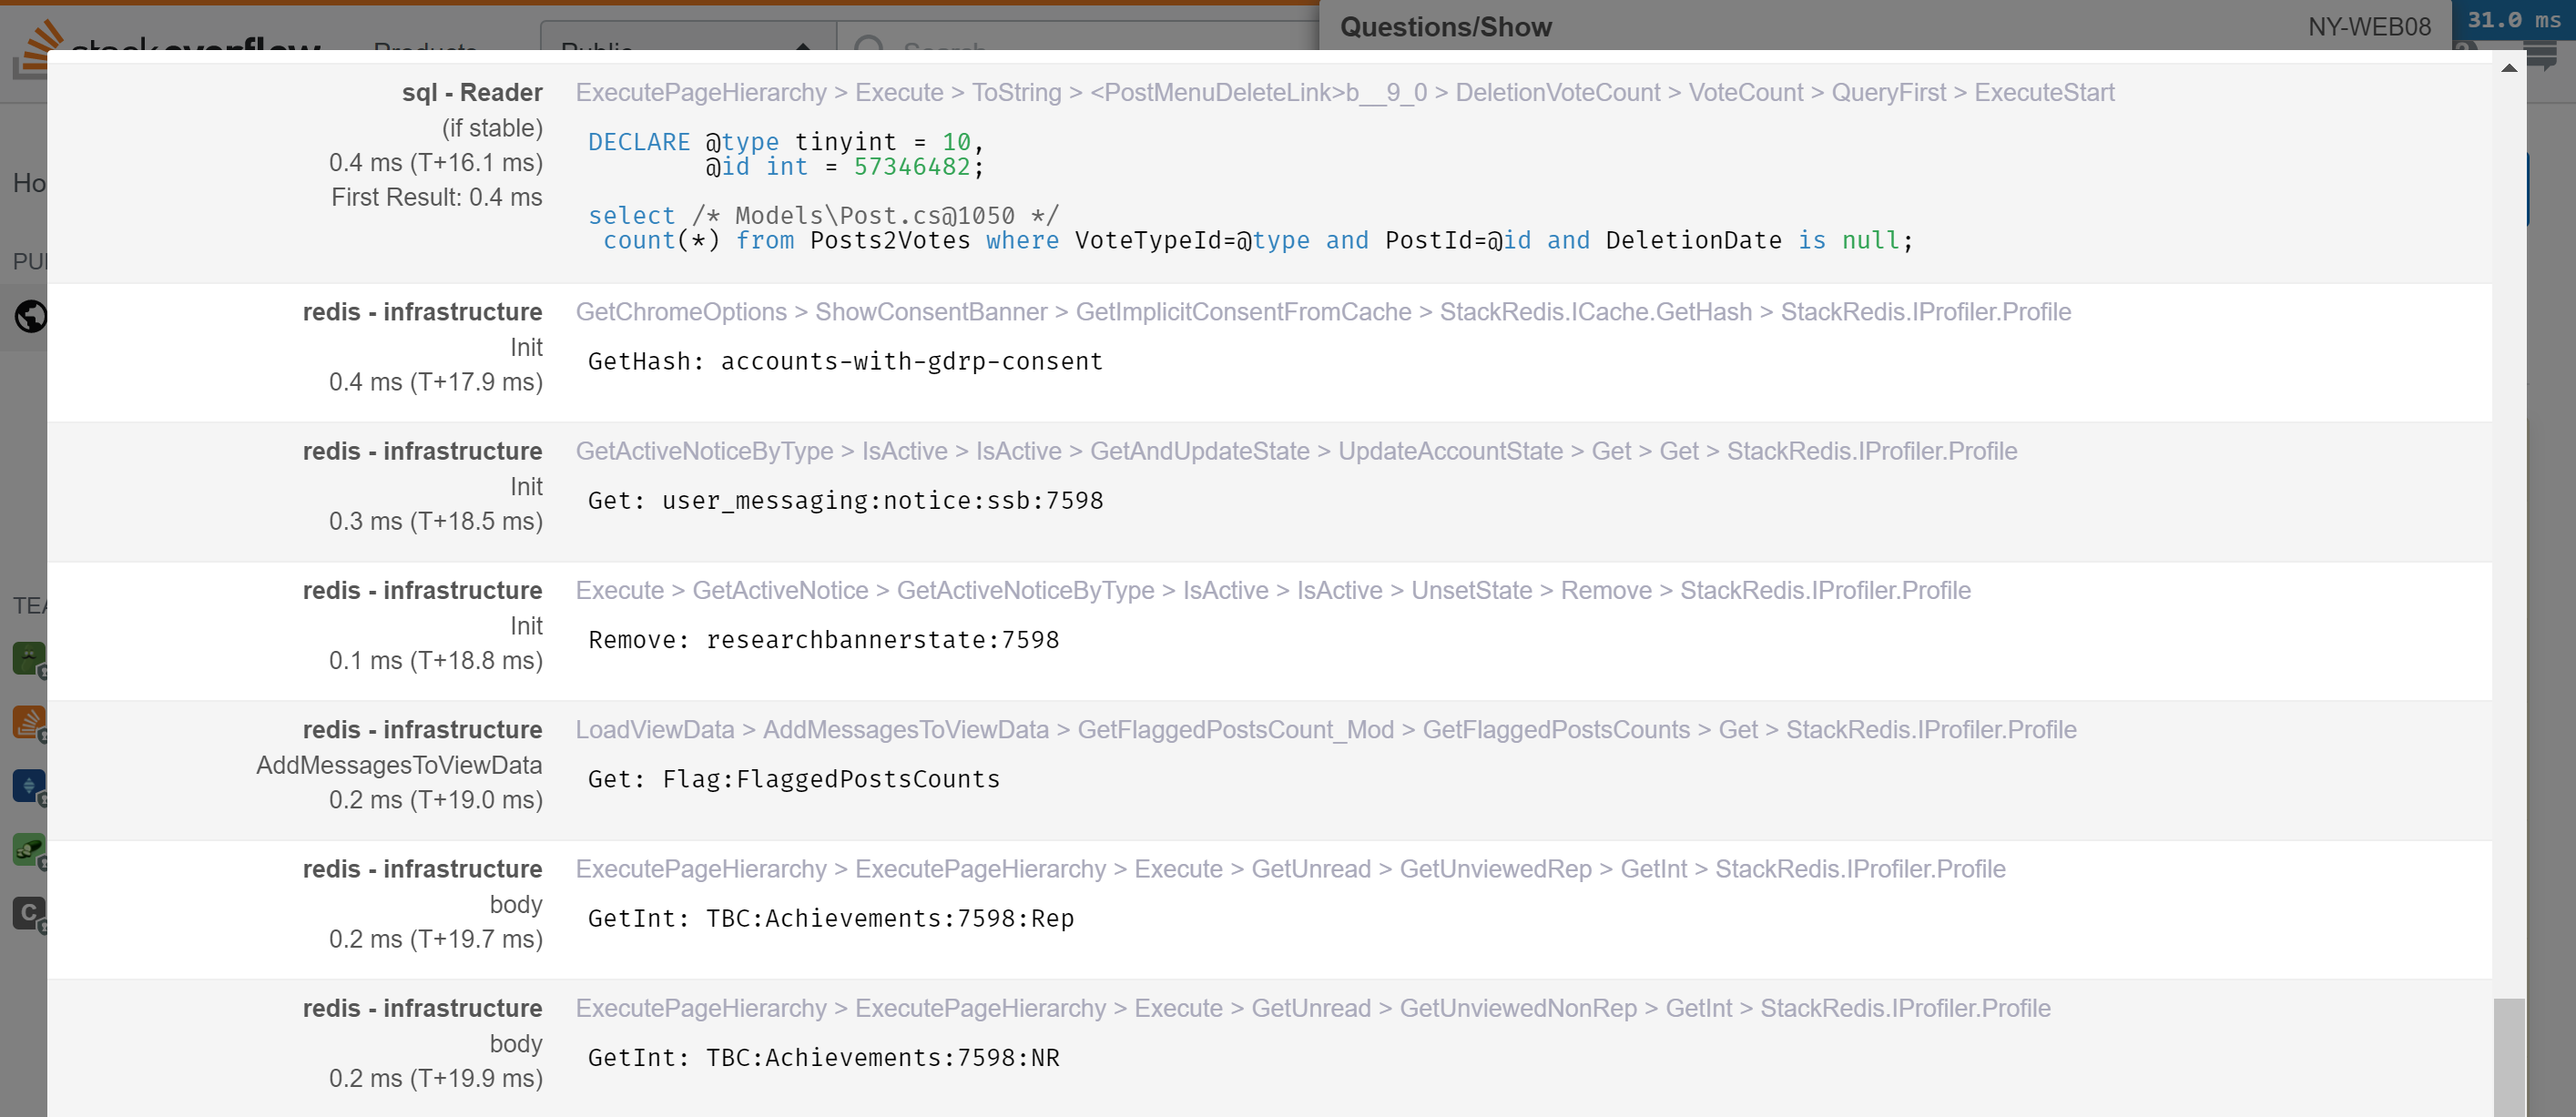 Questions/Show
NY-WEB08
31.0 ms
stackoverflow
Products
Public
Search
Ho
PU
TEA
C
sql - Reader
(if stable)
0.4 ms (T+16.1 ms)
First Result: 0.4 ms
ExecutePageHierarchy > Execute > ToString > <PostMenuDeleteLink>b__9_0 > DeletionVoteCount > VoteCount > QueryFirst > ExecuteStart
DECLARE @type tinyint = 10,
@id int = 57346482;
select /* Models\Post.cs@1050 */
count(*) from Posts2Votes where VoteTypeId=@type and PostId=@id and DeletionDate is null;
redis - infrastructure
Init
0.4 ms (T+17.9 ms)
GetChromeOptions > ShowConsentBanner > GetImplicitConsentFromCache > StackRedis.ICache.GetHash > StackRedis.IProfiler.Profile
GetHash: accounts-with-gdrp-consent
redis - infrastructure
Init
0.3 ms (T+18.5 ms)
GetActiveNoticeByType > IsActive > IsActive > GetAndUpdateState > UpdateAccountState > Get > Get > StackRedis.IProfiler.Profile
Get: user_messaging:notice:ssb:7598
redis - infrastructure
Init
0.1 ms (T+18.8 ms)
Execute > GetActiveNotice > GetActiveNoticeByType > IsActive > IsActive > UnsetState > Remove > StackRedis.IProfiler.Profile
Remove: researchbannerstate:7598
redis - infrastructure
AddMessagesToViewData
0.2 ms (T+19.0 ms)
LoadViewData > AddMessagesToViewData > GetFlaggedPostsCount_Mod > GetFlaggedPostsCounts > Get > StackRedis.IProfiler.Profile
Get: Flag:FlaggedPostsCounts
redis - infrastructure
body
0.2 ms (T+19.7 ms)
ExecutePageHierarchy > ExecutePageHierarchy > Execute > GetUnread > GetUnviewedRep > GetInt > StackRedis.IProfiler.Profile
GetInt: TBC:Achievements:7598:Rep
redis - infrastructure
body
0.2 ms (T+19.9 ms)
ExecutePageHierarchy > ExecutePageHierarchy > Execute > GetUnread > GetUnviewedNonRep > GetInt > StackRedis.IProfiler.Profile
GetInt: TBC:Achievements:7598:NR